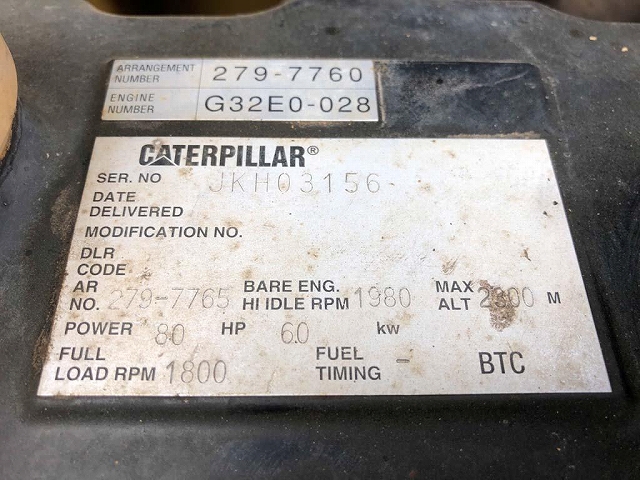 ARRANGEMENT NUMBER 279-7760
ENGINE NUMBER G32E0-028
CATERPILLAR®
SER. NO JKH03156
DATE DELIVERED
MODIFICATION NO.
DLR CODE
AR NO. 279-7765 BARE ENG. HI IDLE RPM 1980 MAX ALT M
POWER 80 HP 60 kw
FULL LOAD RPM 1800 FUEL TIMING - BTC